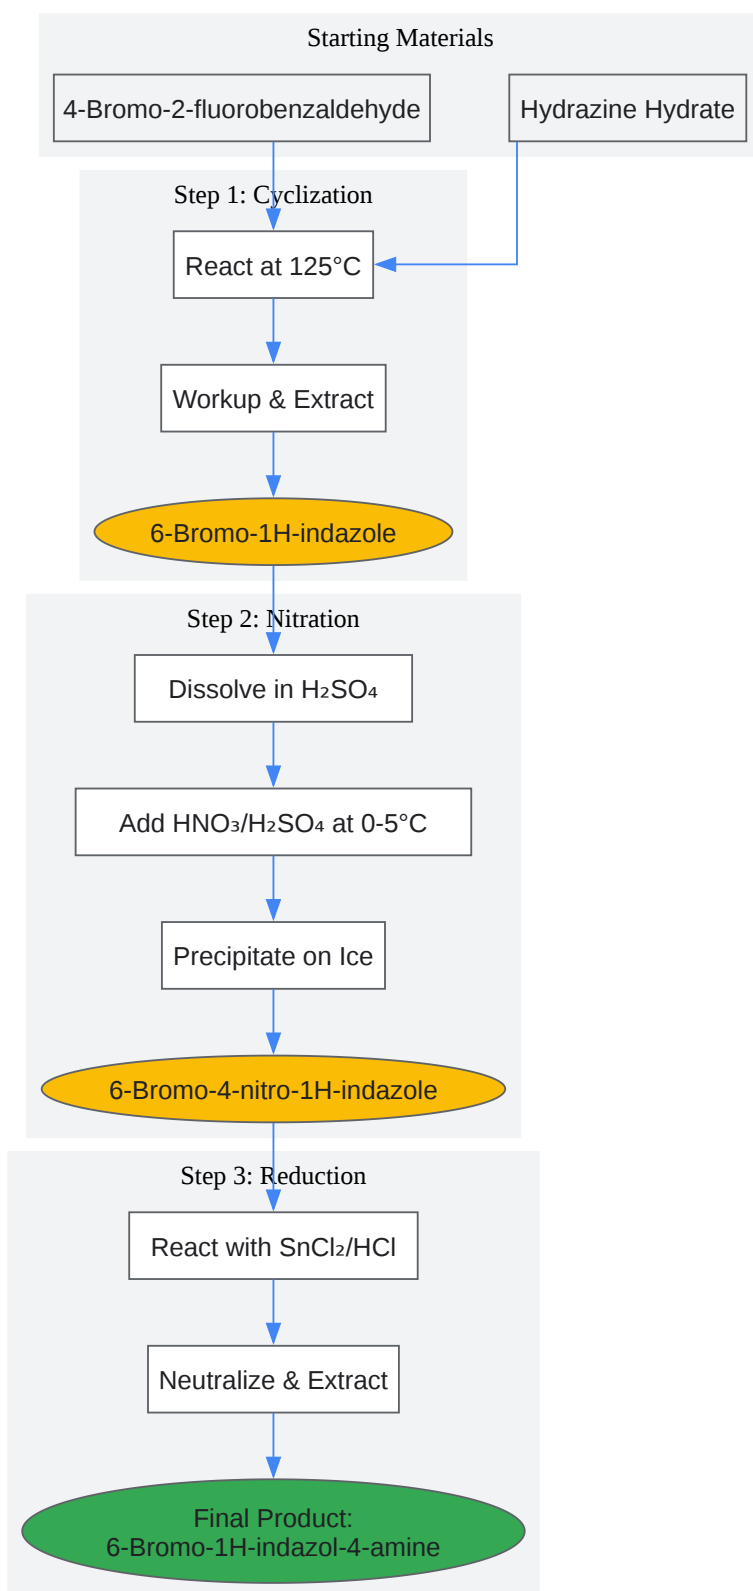 Starting Materials
4-Bromo-2-fluorobenzaldehyde
Hydrazine Hydrate
Step 1: Cyclization
React at 125°C
Workup & Extract
6-Bromo-1H-indazole
Step 2: Nitration
Dissolve in H₂SO₄
Add HNO₃/H₂SO₄ at 0-5°C
Precipitate on Ice
6-Bromo-4-nitro-1H-indazole
Step 3: Reduction
React with SnCl₂/HCl
Neutralize & Extract
Final Product:
6-Bromo-1H-indazol-4-amine